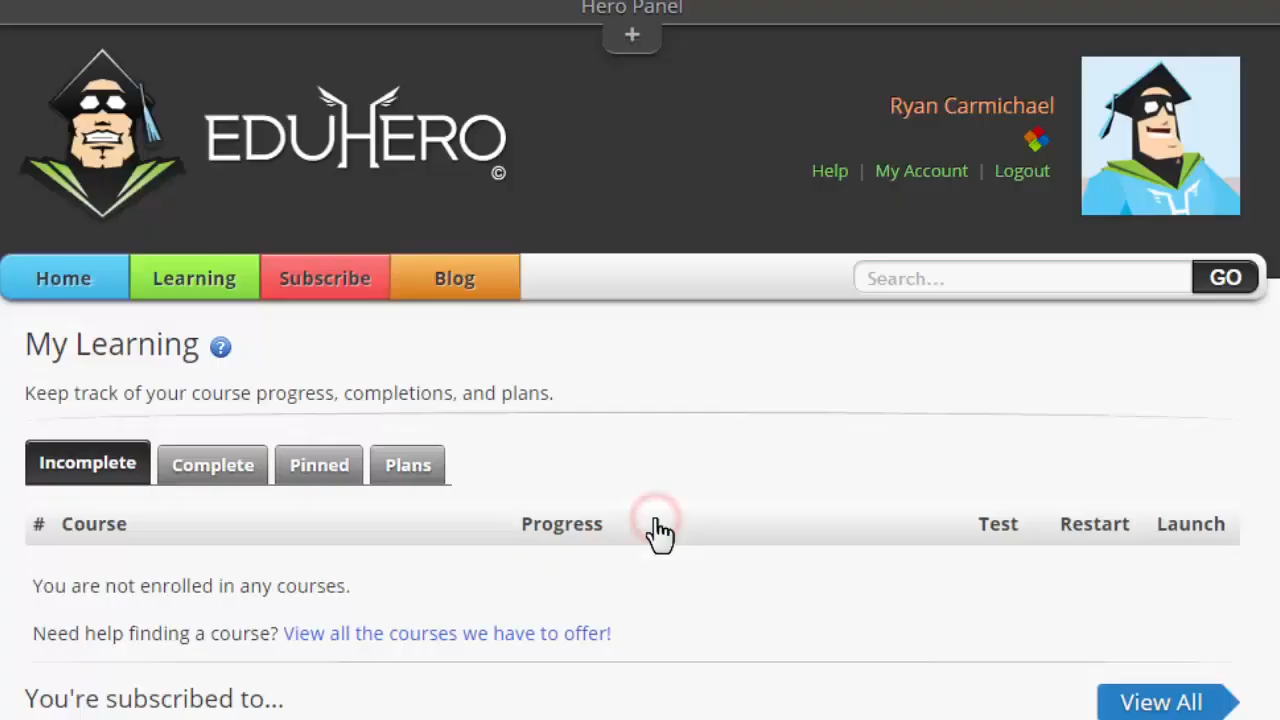 Hero Panel
+
EDUHERO
©
Ryan Carmichael
Help | My Account | Logout
Home Learning Subscribe Blog Search... GO
My Learning ?
Keep track of your course progress, completions, and plans.
Incomplete Complete Pinned Plans
# Course Progress Test Restart Launch
You are not enrolled in any courses.
Need help finding a course? View all the courses we have to offer!
You're subscribed to... View All